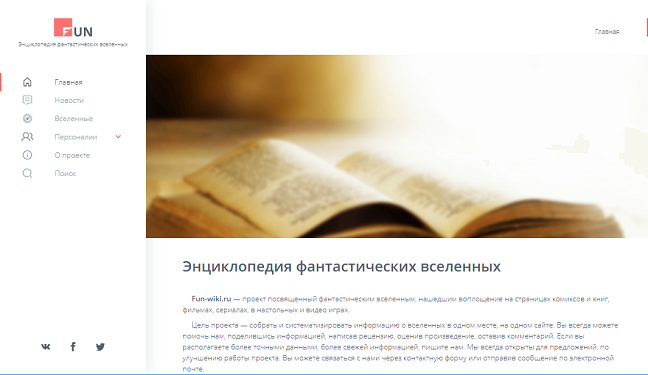 FUN
Энциклопедия фантастических вселенных
Главная
Новости
Вселенные
Персоналии
О проекте
Поиск
Главная
Энциклопедия фантастических вселенных
Fun-wiki.ru — проект посвященный фантастическим вселенным, нашедшим воплощение на страницах комиксов и книг,
фильмах, сериалах, в настольных и видео играх.
Цель проекта — собрать и систематизировать информацию о вселенных в одном месте, на одном сайте. Вы всегда можете
помочь нам, поделившись информацией, написав рецензию, оценив произведение, оставив комментарий. Если вы
располагаете более точными данными, более свежей информацией, пишите нам. Мы всегда открыты для предложений, по
улучшению работы проекта. Вы можете связаться с нами через контактную форму или отправив сообщение по электронной
почте.